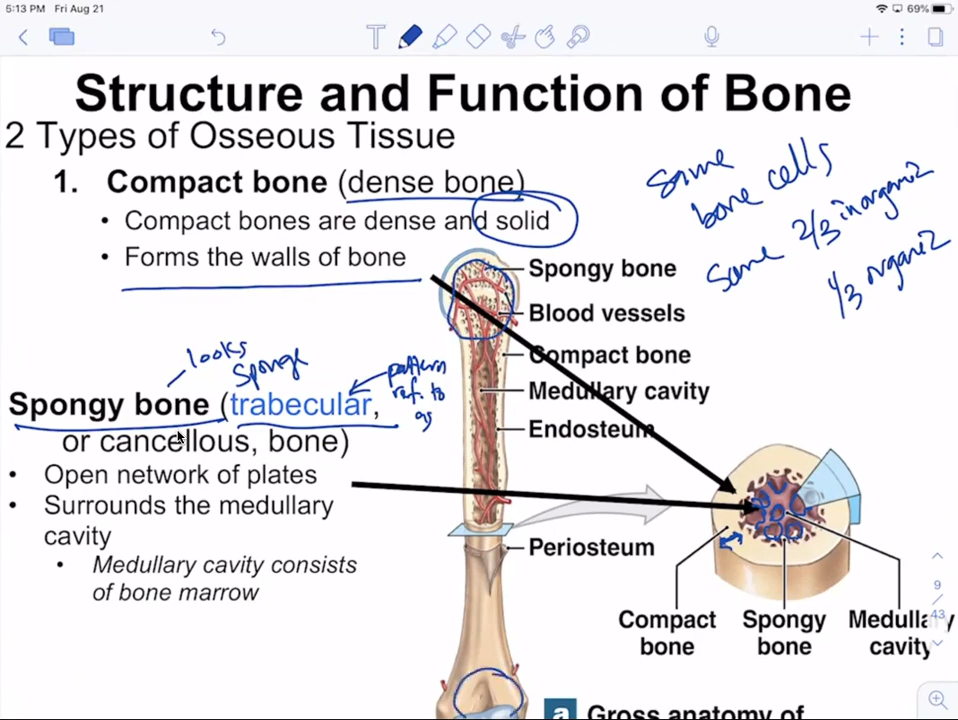 5:13 PM Fri Aug 21
69%
Structure and Function of Bone
2 Types of Osseous Tissue
1. Compact bone (dense bone)
• Compact bones are dense and solid
• Forms the walls of bone
Same
bone cells
Same 2/3 inorganic
1/3 organic
looks
sponge
pattern
ref. to
as
Spongy bone (trabecular,
or cancellous, bone)
• Open network of plates
• Surrounds the medullary
cavity
• Medullary cavity consists
of bone marrow
Spongy bone
Blood vessels
Compact bone
Medullary cavity
Endosteum
Periosteum
Compact
bone
Spongy
bone
Medullary
cavity
9
/
43
a Gross anatomy of